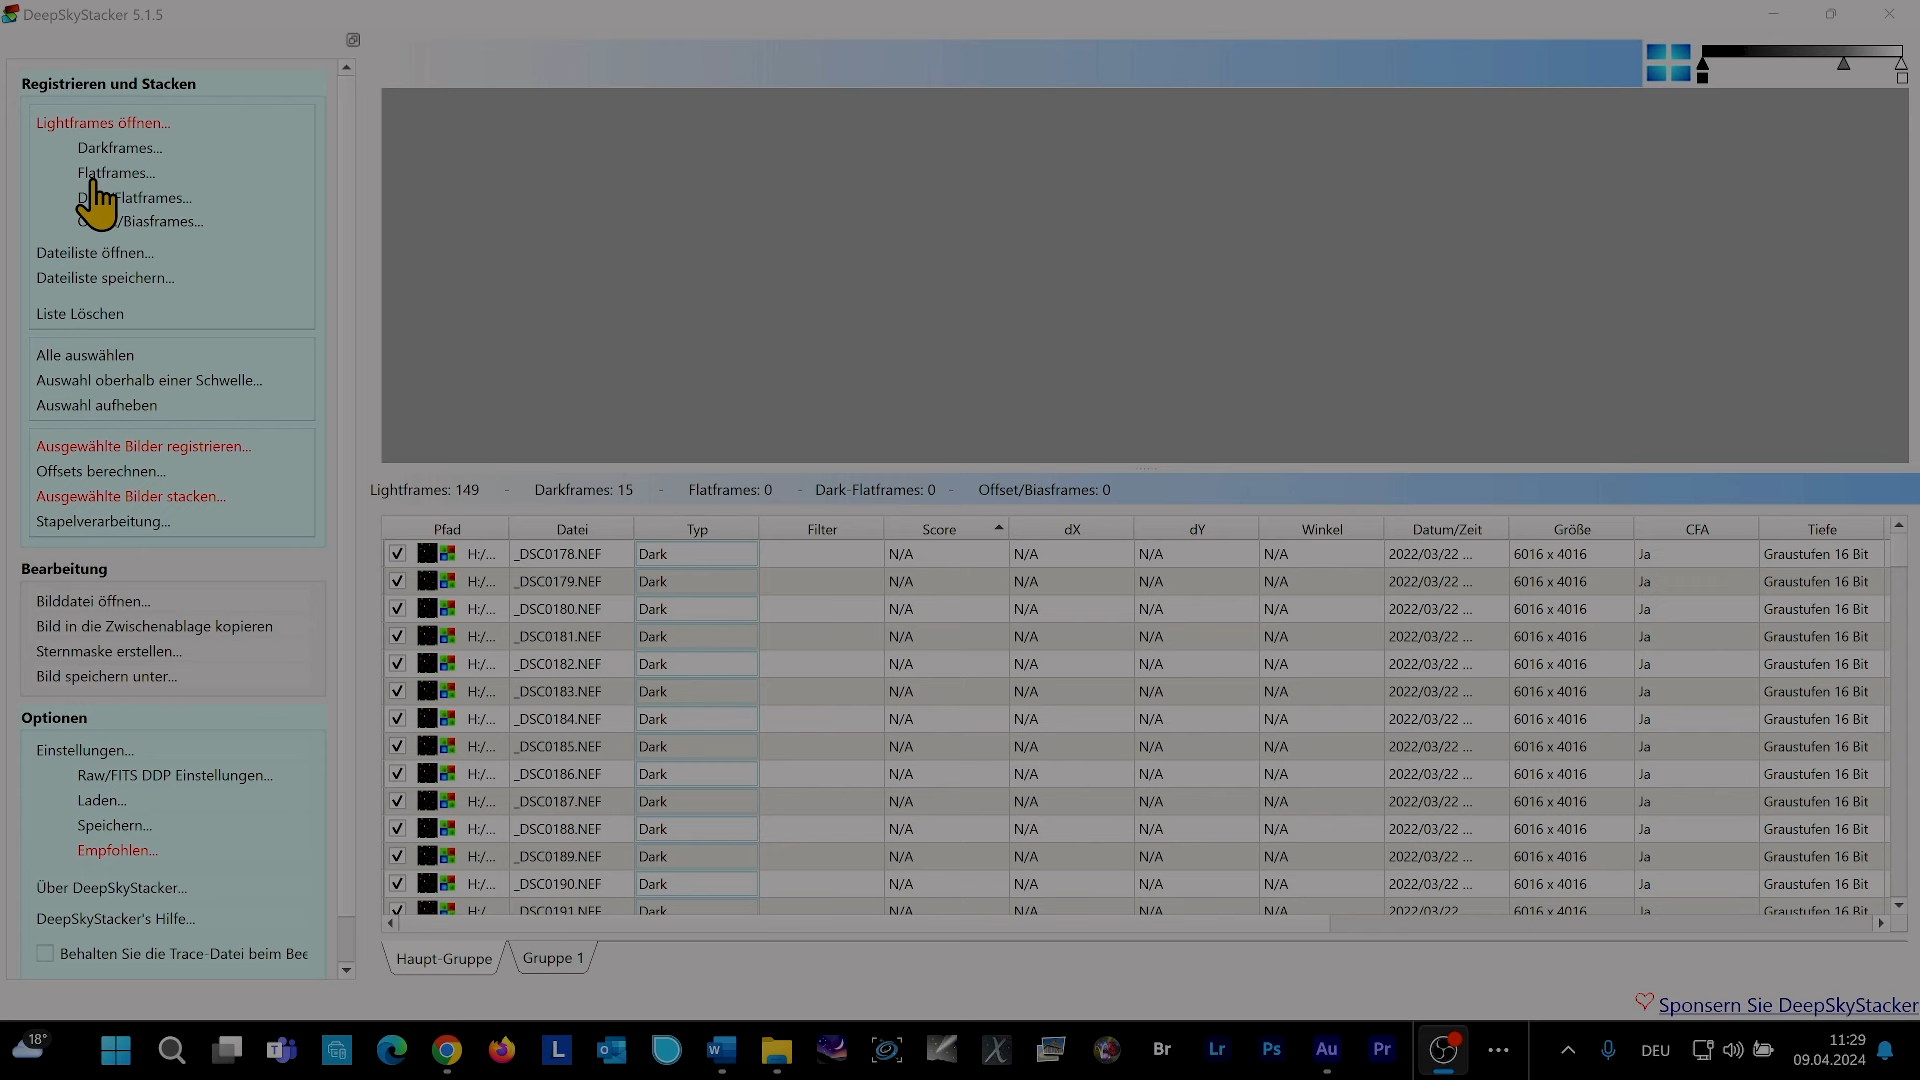 DeepSkyStacker 5.1.5
Registrieren und Stacken
Lightframes öffnen...
Darkframes...
Flatframes...
Flatframes...
/Biasframes...
Dateiliste öffnen...
Dateiliste speichern...
Liste Löschen
Alle auswählen
Auswahl oberhalb einer Schwelle...
Auswahl aufheben
Ausgewählte Bilder registrieren...
Offsets berechnen...
Ausgewählte Bilder stacken...
Stapelverarbeitung...
Bearbeitung
Bilddatei öffnen...
Bild in die Zwischenablage kopieren
Sternmaske erstellen...
Bild speichern unter...
Optionen
Einstellungen...
Raw/FITS DDP Einstellungen...
Laden...
Speichern...
Empfohlen...
Über DeepSkyStacker...
DeepSkyStacker's Hilfe...
Behalten Sie die Trace-Datei beim Bee
Lightframes: 149 - Darkframes: 15 - Flatframes: 0 - Dark-Flatframes: 0 - Offset/Biasframes: 0
Pfad Datei Typ Filter Score dX dY Winkel Datum/Zeit Größe CFA Tiefe
H:/... _DSC0178.NEF Dark N/A N/A N/A N/A 2022/03/22 ... 6016 x 4016 Ja Graustufen 16 Bit
H:/... _DSC0179.NEF Dark N/A N/A N/A N/A 2022/03/22 ... 6016 x 4016 Ja Graustufen 16 Bit
H:/... _DSC0180.NEF Dark N/A N/A N/A N/A 2022/03/22 ... 6016 x 4016 Ja Graustufen 16 Bit
H:/... _DSC0181.NEF Dark N/A N/A N/A N/A 2022/03/22 ... 6016 x 4016 Ja Graustufen 16 Bit
H:/... _DSC0182.NEF Dark N/A N/A N/A N/A 2022/03/22 ... 6016 x 4016 Ja Graustufen 16 Bit
H:/... _DSC0183.NEF Dark N/A N/A N/A N/A 2022/03/22 ... 6016 x 4016 Ja Graustufen 16 Bit
H:/... _DSC0184.NEF Dark N/A N/A N/A N/A 2022/03/22 ... 6016 x 4016 Ja Graustufen 16 Bit
H:/... _DSC0185.NEF Dark N/A N/A N/A N/A 2022/03/22 ... 6016 x 4016 Ja Graustufen 16 Bit
H:/... _DSC0186.NEF Dark N/A N/A N/A N/A 2022/03/22 ... 6016 x 4016 Ja Graustufen 16 Bit
H:/... _DSC0187.NEF Dark N/A N/A N/A N/A 2022/03/22 ... 6016 x 4016 Ja Graustufen 16 Bit
H:/... _DSC0188.NEF Dark N/A N/A N/A N/A 2022/03/22 ... 6016 x 4016 Ja Graustufen 16 Bit
H:/... _DSC0189.NEF Dark N/A N/A N/A N/A 2022/03/22 ... 6016 x 4016 Ja Graustufen 16 Bit
H:/... _DSC0190.NEF Dark N/A N/A N/A N/A 2022/03/22 ... 6016 x 4016 Ja Graustufen 16 Bit
H:/ DSC0191.NEF Dark N/A N/A N/A N/A 2022/03/22 6016 x 4016 Ja Graustufen 16 Bit
Haupt-Gruppe Gruppe 1
Sponsern Sie DeepSkyStacker
18° L W Br Lr Ps Au Pr DEU 11:29
09.04.2024